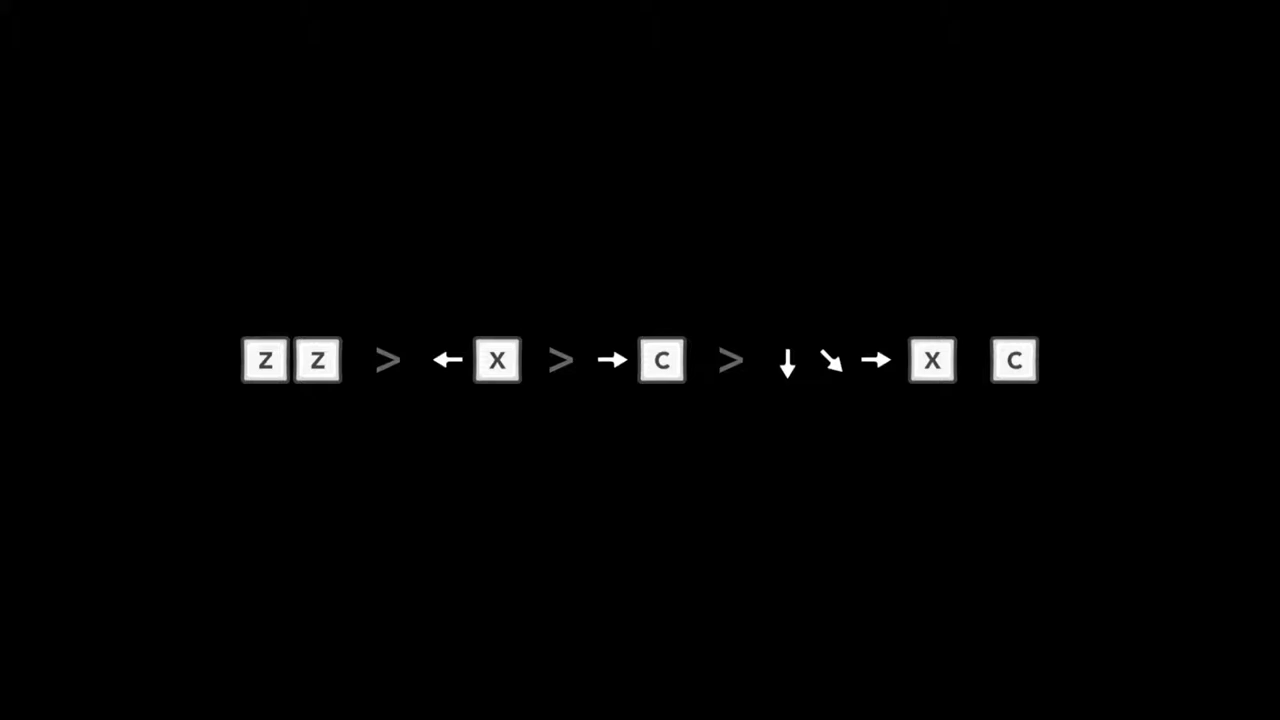 Z Z > ← X > → C > ↓ ↘ → X C